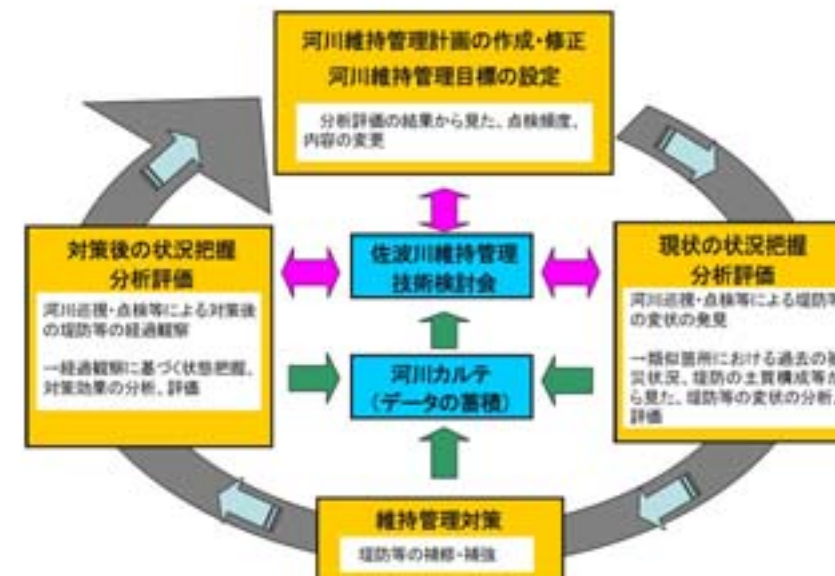 河川維持管理計画の作成・修正
河川維持管理目標の設定
分析評価の結果から見た、点検頻度、
内容の変更
対策後の状況把握
分析評価
河川巡視・点検等による対策後
の堤防等の経過観察
→経過観察に基づく状態把握、
対策効果の分析、評価
佐波川維持管理
技術検討会
河川カルテ
(データの蓄積)
現状の状況把握
分析評価
河川巡視・点検等による堤防等
の変状の発見
→類似箇所における過去の被
災状況、堤防の土質構成等か
ら見た、堤防等の変状の分析、
評価
維持管理対策
堤防等の補修・補強